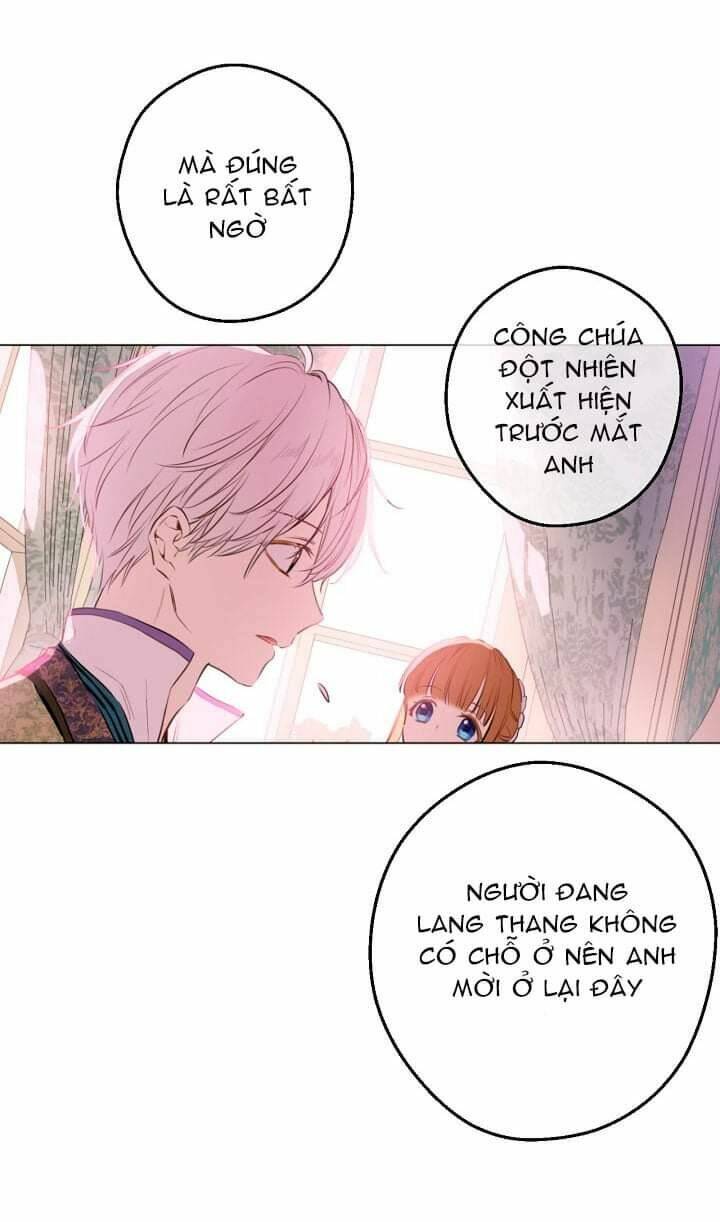 MÀ ĐÚNG
LÀ RẤT BẤT
NGỜ
CÔNG CHÚA
ĐỘT NHIÊN
XUẤT HIỆN
TRƯỚC MẮT
ANH
NGƯỜI ĐANG
LANG THANG KHÔNG
CÓ CHỖ Ở NÊN ANH
MỜI Ở LẠI ĐÂY